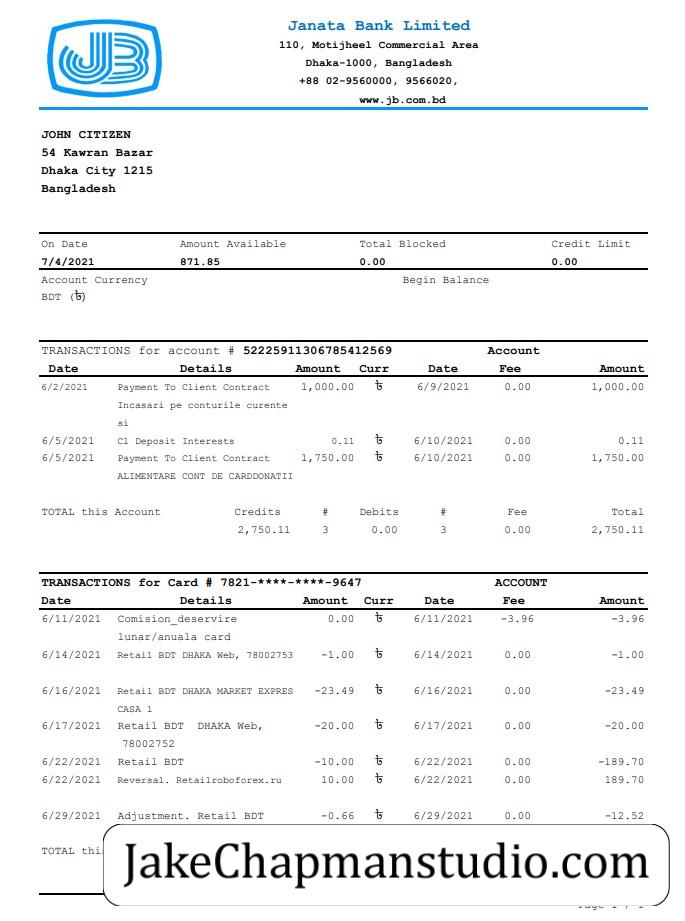 JB
Janata Bank Limited
110, Motijheel Commercial Area
Dhaka-1000, Bangladesh
+88 02-9560000, 9566020,
www.jb.com.bd
JOHN CITIZEN
54 Kawran Bazar
Dhaka City 1215
Bangladesh
On Date Amount Available Total Blocked Credit Limit
7/4/2021 871.85 0.00 0.00
Account Currency Begin Balance
BDT (৳)
TRANSACTIONS for account # 52225911306785412569 Account
Date Details Amount Curr Date Fee Amount
6/2/2021 Payment To Client Contract 1,000.00 ৳ 6/9/2021 0.00 1,000.00
Incasari pe conturile curente
si
6/5/2021 Cl Deposit Interests 0.11 ৳ 6/10/2021 0.00 0.11
6/5/2021 Payment To Client Contract 1,750.00 ৳ 6/10/2021 0.00 1,750.00
ALIMENTARE CONT DE CARDDONATII
TOTAL this Account Credits # Debits # Fee Total
2,750.11 3 0.00 3 0.00 2,750.11
TRANSACTIONS for Card # 7821-****-****-9647 ACCOUNT
Date Details Amount Curr Date Fee Amount
6/11/2021 Comision_deservire 0.00 ৳ 6/11/2021 -3.96 -3.96
lunar/anuala card
6/14/2021 Retail BDT DHAKA Web, 78002753 -1.00 ৳ 6/14/2021 0.00 -1.00
6/16/2021 Retail BDT DHAKA MARKET EXPRES -23.49 ৳ 6/16/2021 0.00 -23.49
CASA 1
6/17/2021 Retail BDT DHAKA Web, -20.00 ৳ 6/17/2021 0.00 -20.00
78002752
6/22/2021 Retail BDT -10.00 ৳ 6/22/2021 0.00 -189.70
6/22/2021 Reversal. Retailroboforex.ru 10.00 ৳ 6/22/2021 0.00 189.70
6/29/2021 Adjustment. Retail BDT -0.66 ৳ 6/29/2021 0.00 -12.52
TOTAL
JakeChapmanstudio.com